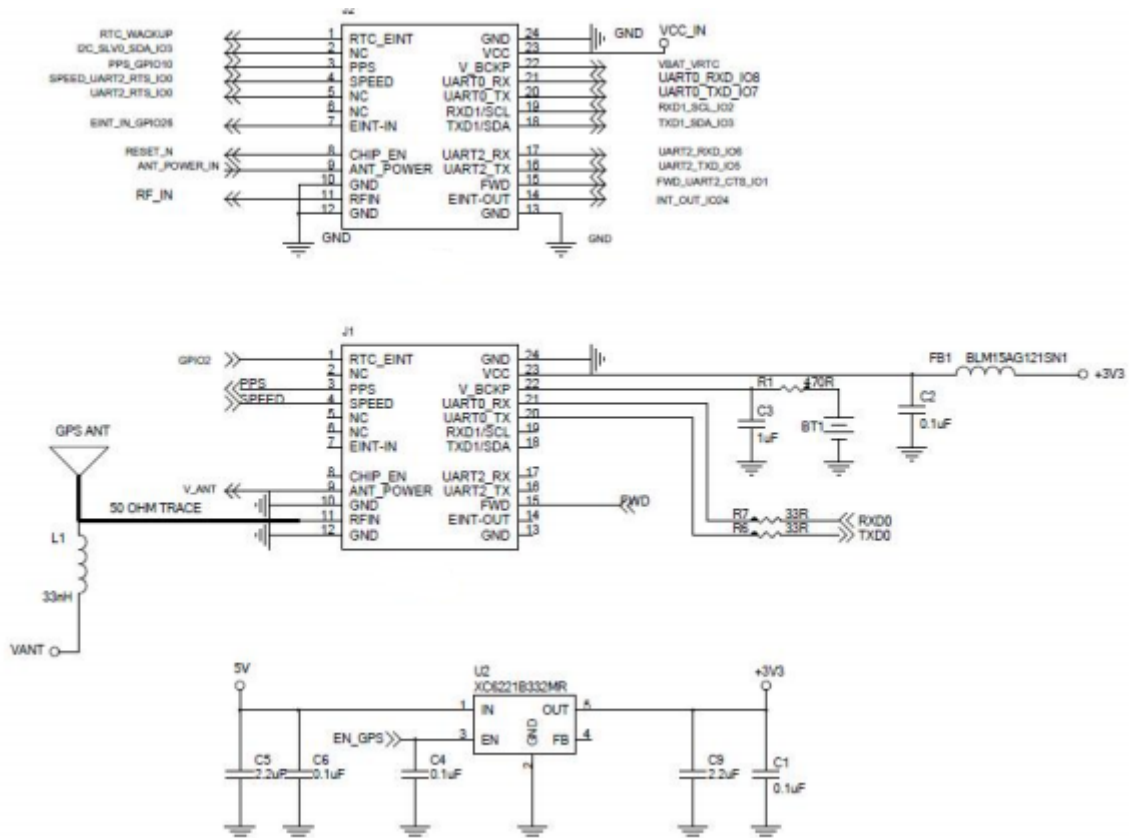 J2
RTC_WACKUP 1 RTC_EINT GND 24 GND VCC_IN
I2C_SLV0_SDA_IO3 2 NC VCC 23
PPS_GPIO10 3 PPS V_BCKP 22 VBAT_VRTC
SPEED_UART2_RTS_IO0 4 SPEED UART0_RX 21 UART0_RXD_IO8
UART2_RTS_IO0 5 NC UART0_TX 20 UART0_TXD_IO7
6 NC RXD1/SCL 19 RXD1_SCL_IO2
EINT_IN_GPIO26 7 EINT-IN TXD1/SDA 18 TXD1_SDA_IO3
RESET_N 8 CHIP_EN UART2_RX 17 UART2_RXD_IO6
ANT_POWER_IN 9 ANT_POWER UART2_TX 16 UART2_TXD_IO5
10 GND FWD 15 FWD_UART2_CTS_IO1
RF_IN 11 RFIN EINT-OUT 14 INT_OUT_IO24
12 GND GND 13
GND GND
J1
GPIO2 1 RTC_EINT GND 24 FB1 BLM15AG121SN1
2 NC VCC 23 +3V3
PPS 3 PPS V_BCKP 22 R1 470R
SPEED 4 SPEED UART0_RX 21
5 NC UART0_TX 20 C3 C2
6 NC RXD1/SCL 19 1uF BT1 0.1uF
7 EINT-IN TXD1/SDA 18
GPS ANT
8 CHIP_EN UART2_RX 17
V_ANT 9 ANT_POWER UART2_TX 16
10 GND FWD 15 FWD
50 OHM TRACE 11 RFIN EINT-OUT 14 R7 33R RXD0
12 GND GND 13 R6 33R TXD0
L1
33nH
VANT
5V U2 +3V3
XC6221B332MR
1 IN OUT 5
EN_GPS 3 EN GND FB 4
2
C5 C6 C4 C9 C1
2.2uF 0.1uF 0.1uF 2.2uF 0.1uF